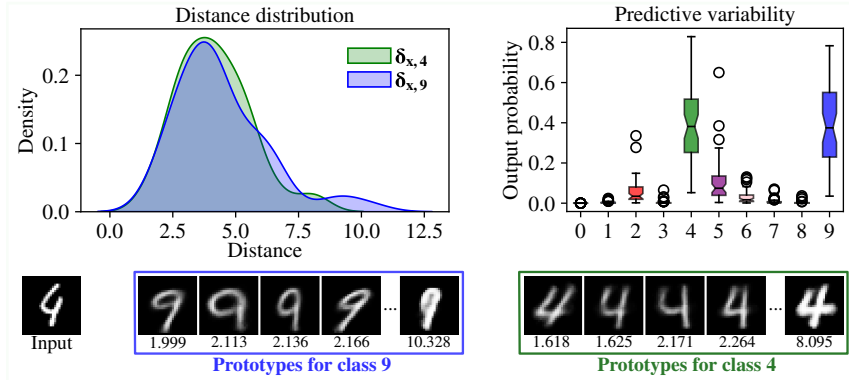 Distance distribution
Predictive variability
δx,4
δx,9
Density
0.0
0.1
0.2
0.0 2.5 5.0 7.5 10.0 12.5
Distance
Output probability
0.8
0.6
0.4
0.2
0.0
0 1 2 3 4 5 6 7 8 9
Input
1.999 2.113 2.136 2.166 ... 10.328
Prototypes for class 9
1.618 1.625 2.171 2.264 ... 8.095
Prototypes for class 4